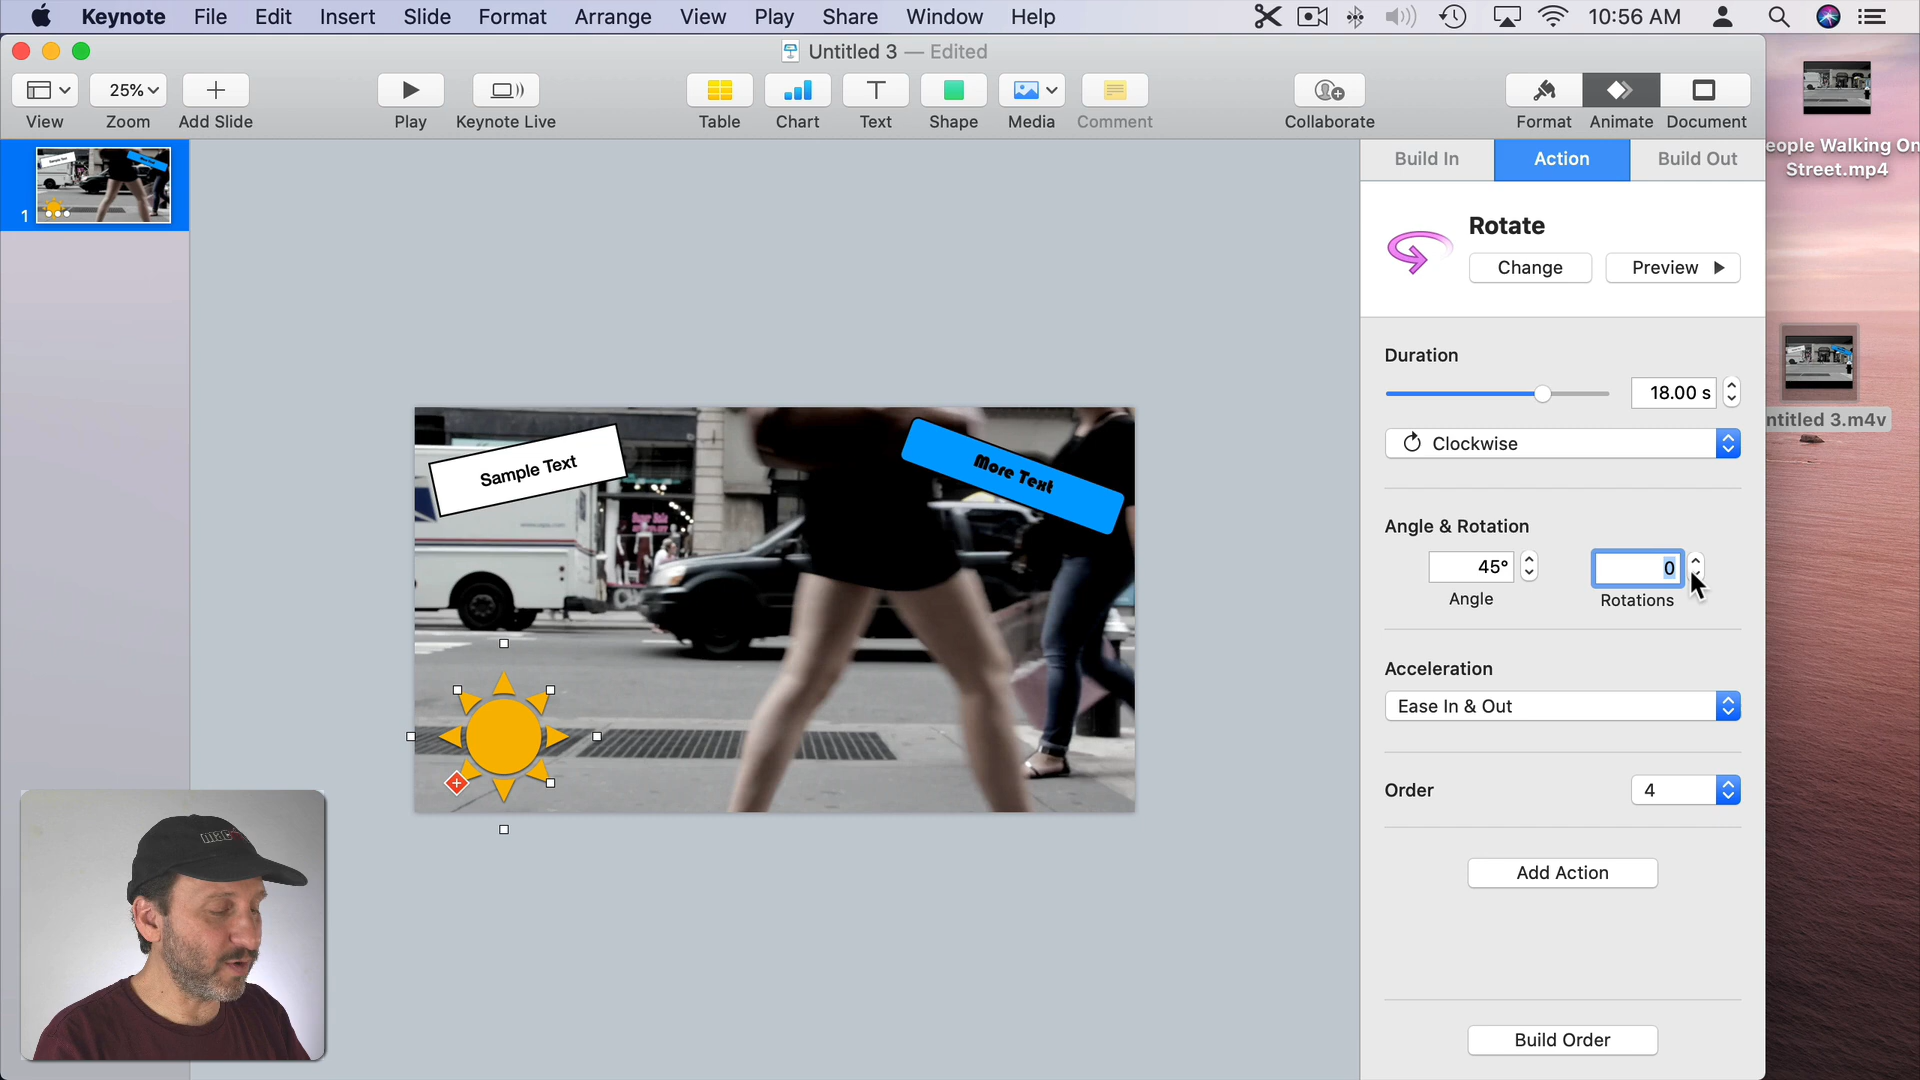 Keynote File Edit Insert Slide Format Arrange View Play Share Window Help 10:56 AM
Untitled 3 — Edited
25%
View Zoom Add Slide Play Keynote Live Table Chart Text Shape Media Comment Collaborate Format Animate Document
Build In Action Build Out
eople Walking On
Street.mp4
1
Rotate
Change Preview
Duration
18.00 s
Clockwise
ntitled 3.m4v
Sample Text
More Text
Angle & Rotation
45° 0
Angle Rotations
Acceleration
Ease In & Out
Order 4
Add Action
Build Order